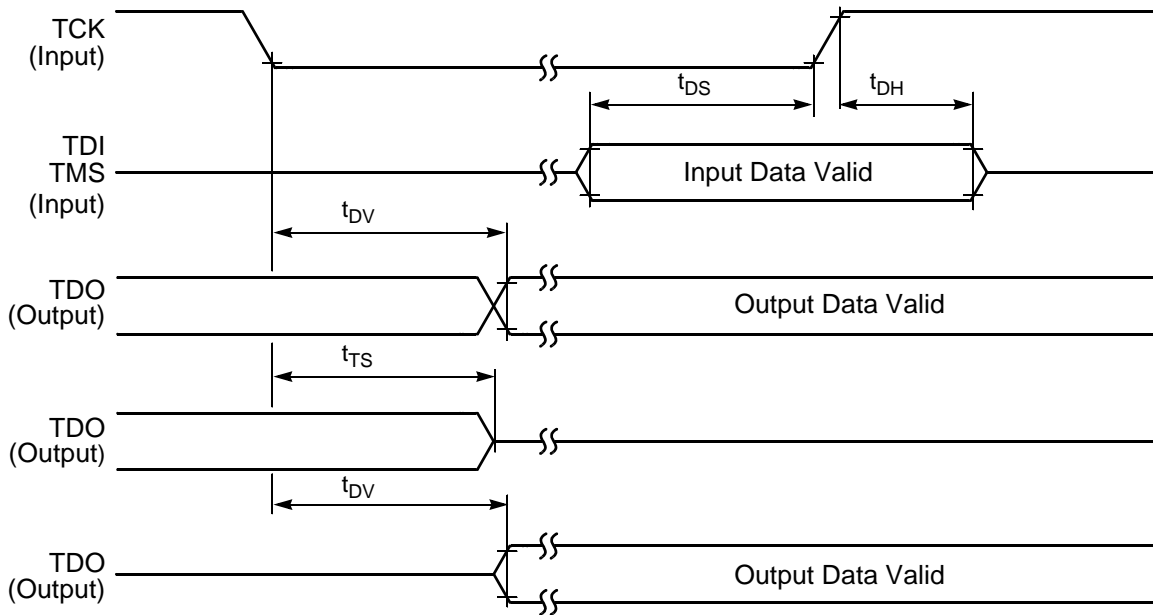 TCK
(Input)
tDS
tDH
TDI
TMS
(Input)
Input Data Valid
tDV
TDO
(Output)
Output Data Valid
tTS
TDO
(Output)
tDV
TDO
(Output)
Output Data Valid